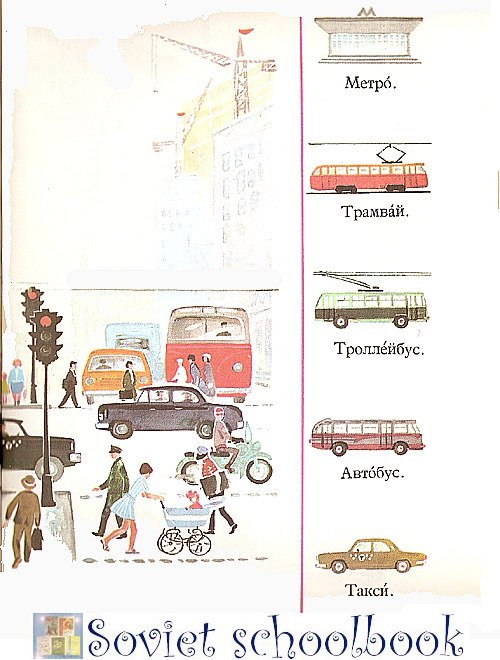 М
Метро́.
Трамва́й.
Тролле́йбус.
Авто́бус.
Такси́.
Soviet schoolbook